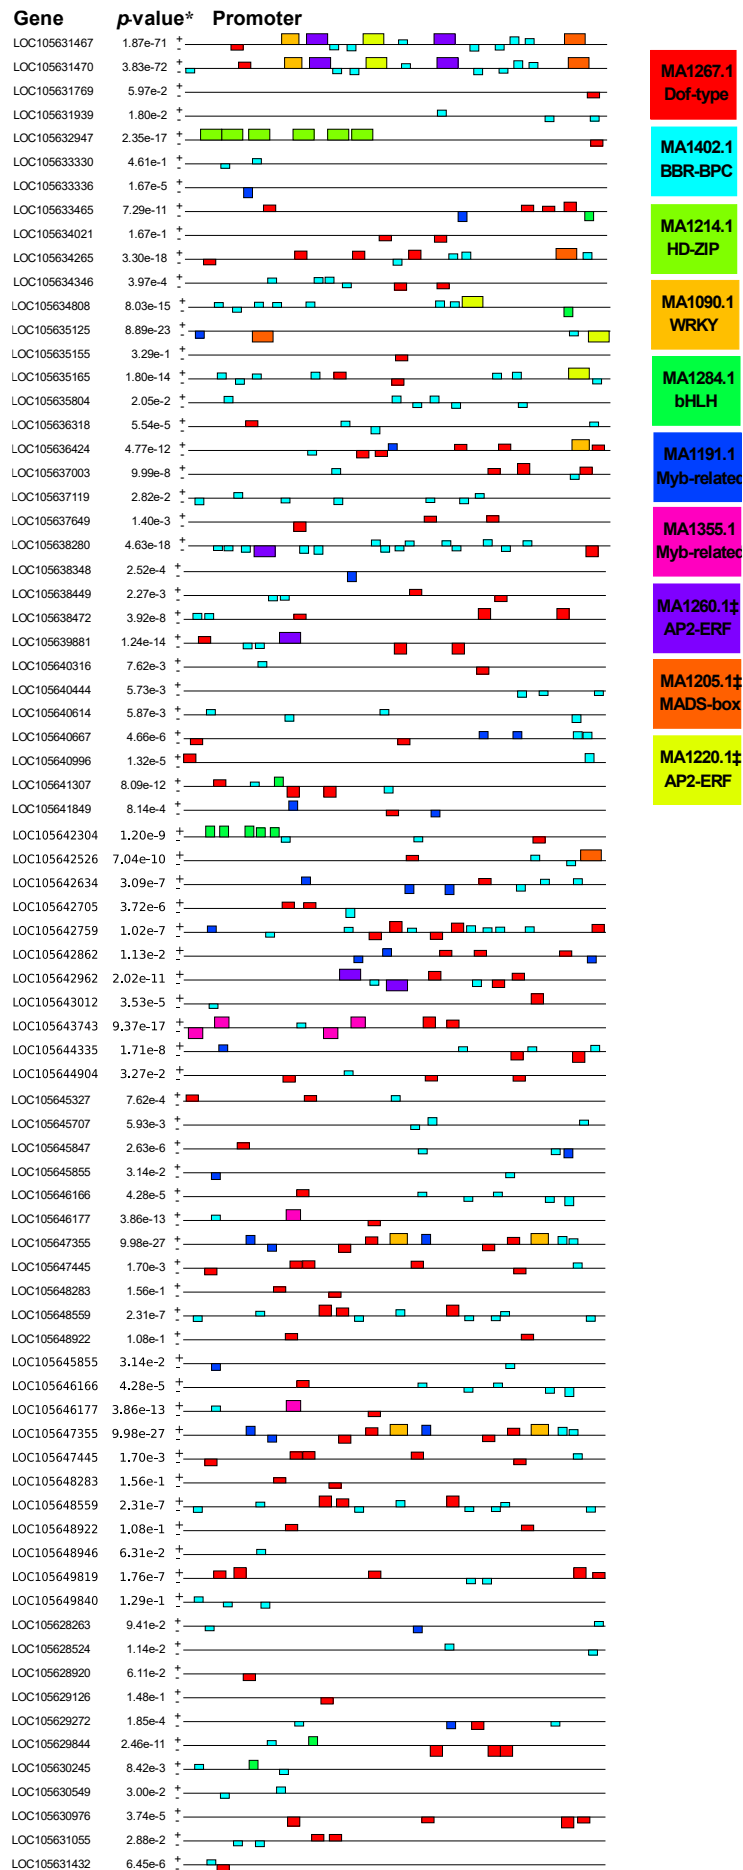 Gene p-value* Promoter
LOC105631467 1.87e-71 + -
LOC105631470 3.83e-72 + -
LOC105631769 5.97e-2 + -
LOC105631939 1.80e-2 + -
LOC105632947 2.35e-17 + -
LOC105633330 4.61e-1 + -
LOC105633336 1.67e-5 + -
LOC105633465 7.29e-11 + -
LOC105634021 1.67e-1 + -
LOC105634265 3.30e-18 + -
LOC105634346 3.97e-4 + -
LOC105634808 8.03e-15 + -
LOC105635125 8.89e-23 + -
LOC105635155 3.29e-1 + -
LOC105635165 1.80e-14 + -
LOC105635804 2.05e-2 + -
LOC105636318 5.54e-5 + -
LOC105636424 4.77e-12 + -
LOC105637003 9.99e-8 + -
LOC105637119 2.82e-2 + -
LOC105637649 1.40e-3 + -
LOC105638280 4.63e-18 + -
LOC105638348 2.52e-4 + -
LOC105638449 2.27e-3 + -
LOC105638472 3.92e-8 + -
LOC105639881 1.24e-14 + -
LOC105640316 7.62e-3 + -
LOC105640444 5.73e-3 + -
LOC105640614 5.87e-3 + -
LOC105640667 4.66e-6 + -
LOC105640996 1.32e-5 + -
LOC105641307 8.09e-12 + -
LOC105641849 8.14e-4 + -
LOC105642304 1.20e-9 + -
LOC105642526 7.04e-10 + -
LOC105642634 3.09e-7 + -
LOC105642705 3.72e-6 + -
LOC105642759 1.02e-7 + -
LOC105642862 1.13e-2 + -
LOC105642962 2.02e-11 + -
LOC105643012 3.53e-5 + -
LOC105643743 9.37e-17 + -
LOC105644335 1.71e-8 + -
LOC105644904 3.27e-2 + -
LOC105645327 7.62e-4 + -
LOC105645707 5.93e-3 + -
LOC105645847 2.63e-6 + -
LOC105645855 3.14e-2 + -
LOC105646166 4.28e-5 + -
LOC105646177 3.86e-13 + -
LOC105647355 9.98e-27 + -
LOC105647445 1.70e-3 + -
LOC105648283 1.56e-1 + -
LOC105648559 2.31e-7 + -
LOC105648922 1.08e-1 + -
LOC105645855 3.14e-2 + -
LOC105646166 4.28e-5 + -
LOC105646177 3.86e-13 + -
LOC105647355 9.98e-27 + -
LOC105647445 1.70e-3 + -
LOC105648283 1.56e-1 + -
LOC105648559 2.31e-7 + -
LOC105648922 1.08e-1 + -
LOC105648946 6.31e-2 + -
LOC105649819 1.76e-7 + -
LOC105649840 1.29e-1 + -
LOC105628263 9.41e-2 + -
LOC105628524 1.14e-2 + -
LOC105628920 6.11e-2 + -
LOC105629126 1.48e-1 + -
LOC105629272 1.85e-4 + -
LOC105629844 2.46e-11 + -
LOC105630245 8.42e-3 + -
LOC105630549 3.00e-2 + -
LOC105630976 3.74e-5 + -
LOC105631055 2.88e-2 + -
LOC105631432 6.45e-6 + -
MA1267.1
Dof-type
MA1402.1
BBR-BPC
MA1214.1
HD-ZIP
MA1090.1
WRKY
MA1284.1
bHLH
MA1191.1
Myb-related
MA1355.1
Myb-related
MA1260.1‡
AP2-ERF
MA1205.1‡
MADS-box
MA1220.1‡
AP2-ERF